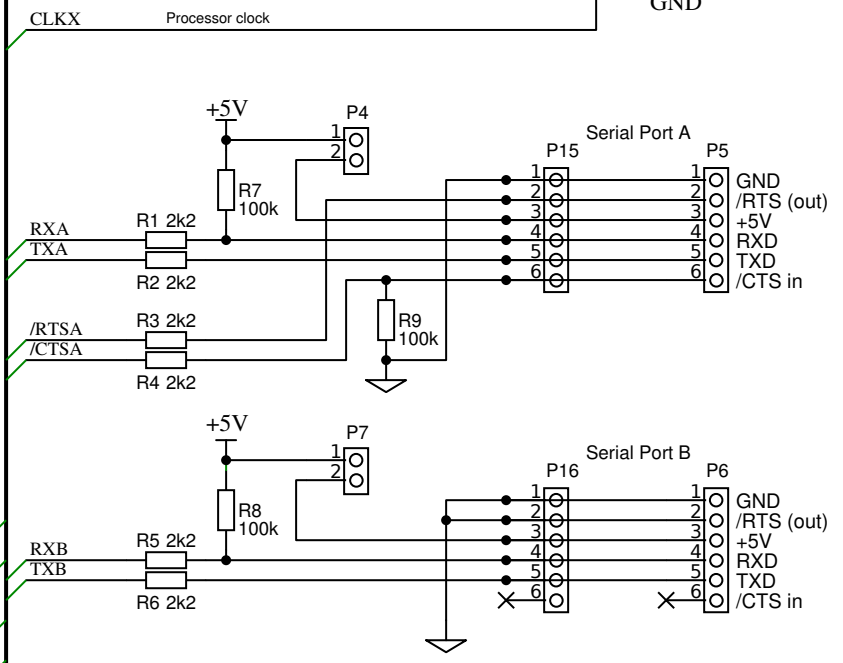 GND
CLKX
Processor clock
+5V
P4
1
2
Serial Port A
P15
P5
R7
100k
1 1 GND
2 2 /RTS (out)
3 3 +5V
RXA
R1 2k2
4 4 RXD
TXA
5 5 TXD
R2 2k2
6 6 /CTS in
/RTSA
R3 2k2
R9
100k
/CTSA
R4 2k2
+5V
P7
1
2
Serial Port B
P16
P6
R8
100k
1 1 GND
2 2 /RTS (out)
3 3 +5V
RXB
R5 2k2
4 4 RXD
TXB
5 5 TXD
R6 2k2
6 6 /CTS in